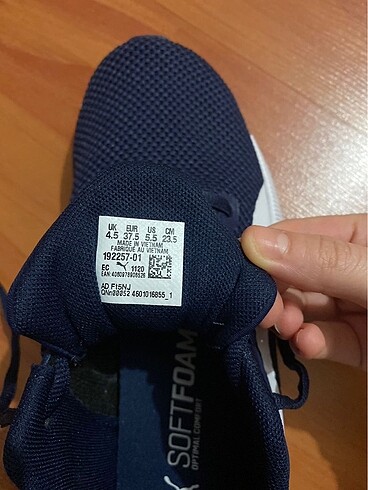 UK EUR US CM
4.5 37.5 5.5 23.5
MADE IN VIETNAM
FABRIQUÉ AU VIETNAM
192257-01
EC 1120
AD F15NJ
SOFTFOAM
OPTIMAL COMFORT